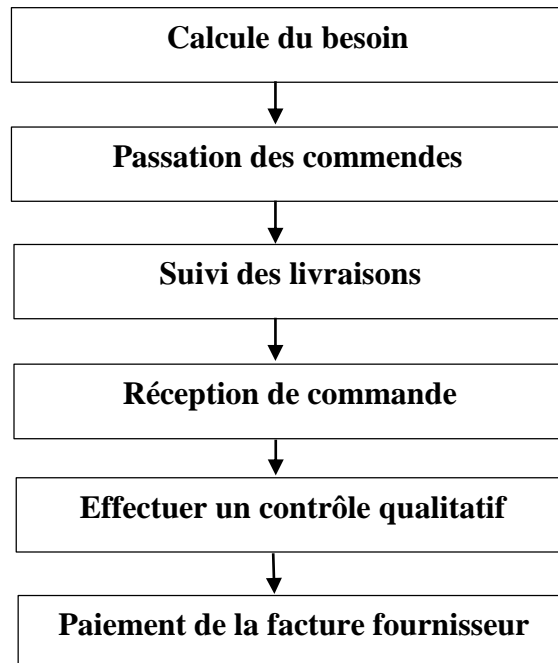 Calcule du besoin
Passation des commendes
Suivi des livraisons
Réception de commande
Effectuer un contrôle qualitatif
Paiement de la facture fournisseur